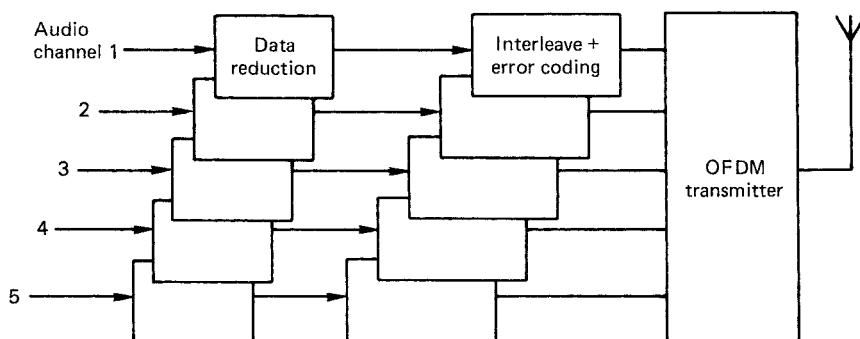 Audio
channel 1
Data
reduction
Interleave +
error coding
2
3
OFDM
transmitter
4
5